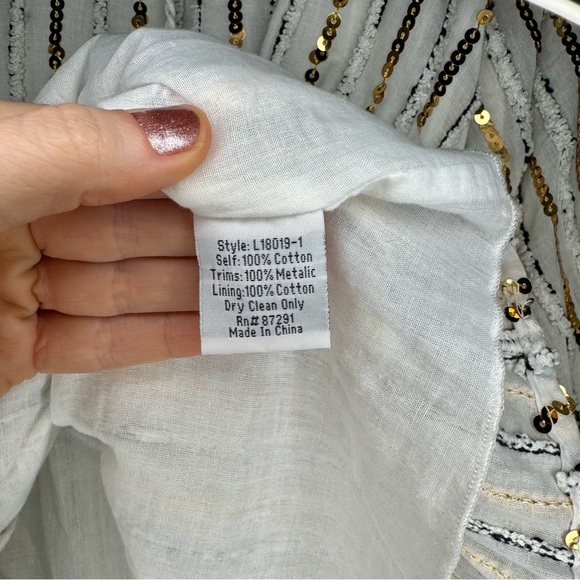 Style: L18019-1
Self: 100% Cotton
Trims: 100% Metalic
Lining: 100% Cotton
Dry Clean Only
Rn# 87291
Made In China